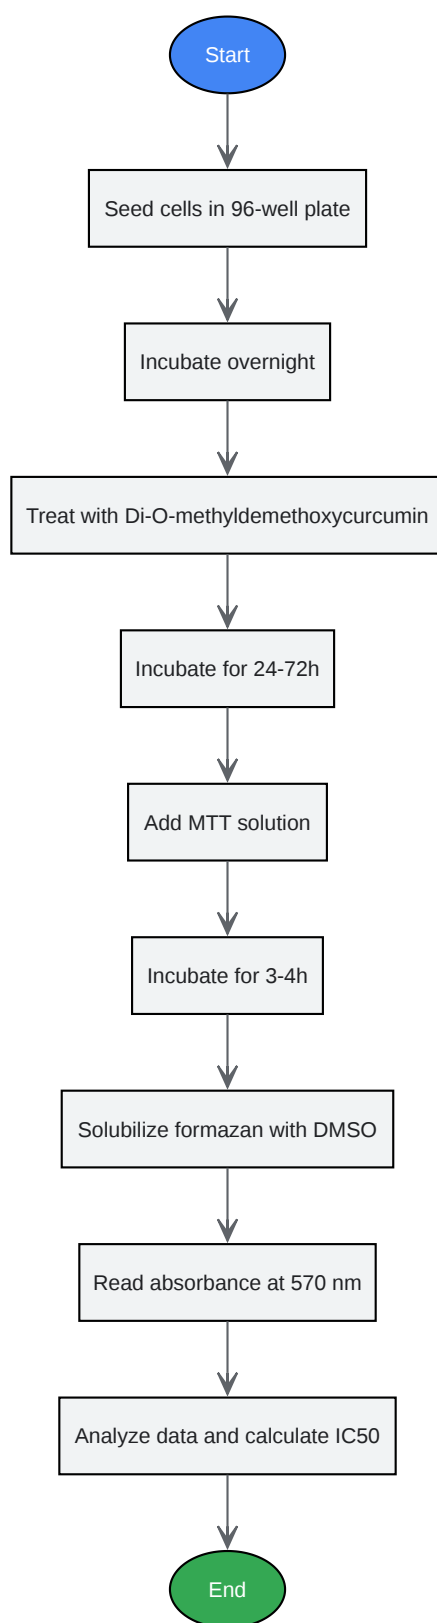 Start
Seed cells in 96-well plate
Incubate overnight
Treat with Di-O-methyldemethoxycurcumin
Incubate for 24-72h
Add MTT solution
Incubate for 3-4h
Solubilize formazan with DMSO
Read absorbance at 570 nm
Analyze data and calculate IC50
End